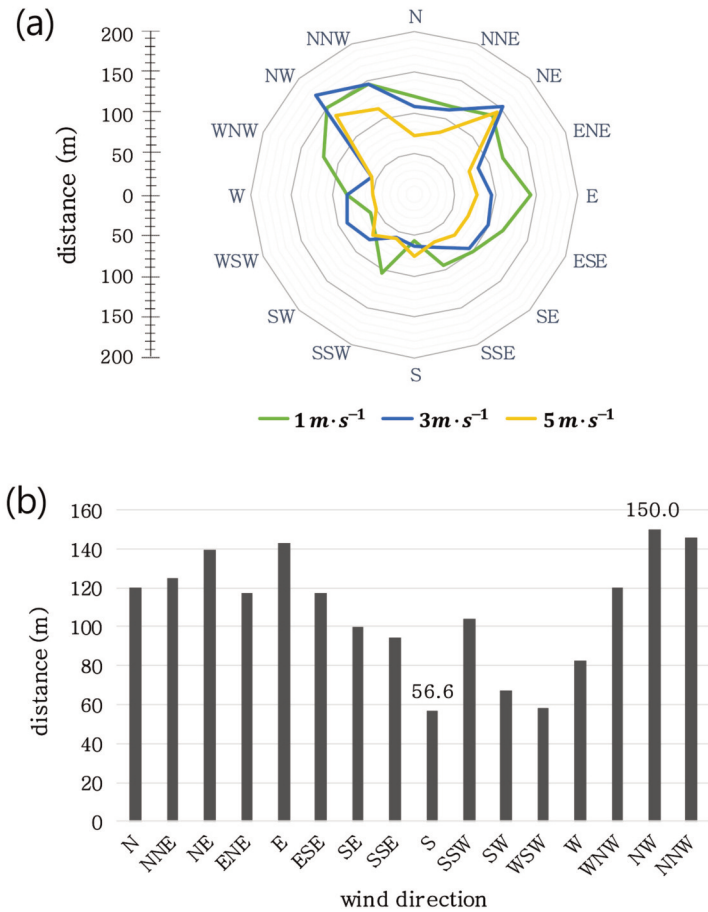 (a)
200
150
100
50
0
50
100
150
200
distance (m)
N
NNE
NE
ENE
E
ESE
SE
SSE
S
SSW
SW
WSW
W
WNW
NW
NNW
1 m·s⁻¹ 3m·s⁻¹ 5 m·s⁻¹
(b)
160
140
120
100
80
60
40
20
0
distance (m)
56.6
150.0
N NNE NE ENE E ESE SE SSE S SSW SW WSW W WNW NW NNW
wind direction